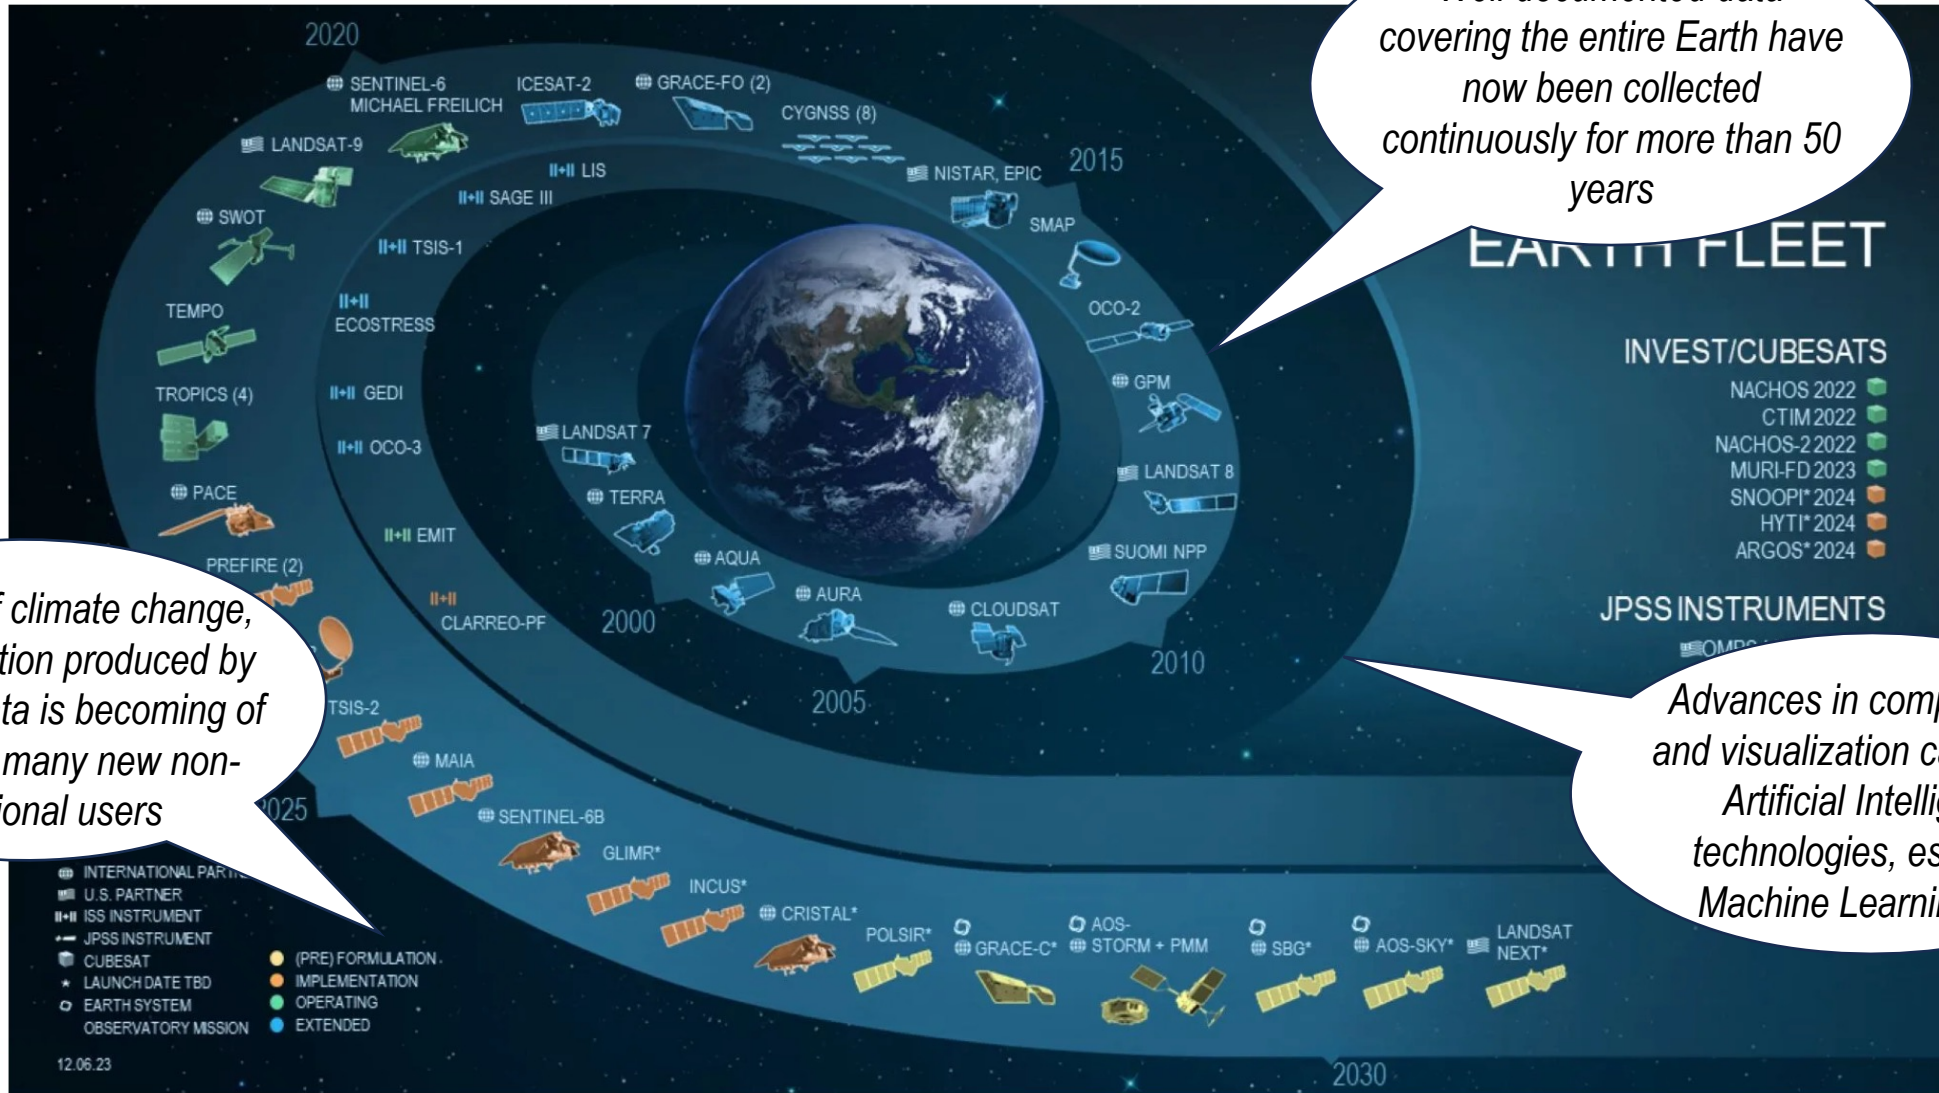 Well documented data
covering the entire Earth have
now been collected
continuously for more than 50
years
EARTH FLEET
INVEST/CUBESATS
NACHOS 2022
CTIM 2022
NACHOS-2 2022
MURI-FD 2023
SNOOPI* 2024
HYTI* 2024
ARGOS* 2024
JPSS INSTRUMENTS
Advances in
and visualization
Artificial
technologies,
Machine
2020
SENTINEL-6
MICHAEL FREILICH
ICESAT-2
GRACE-FO (2)
CYGNSS (8)
LANDSAT-9
NISTAR, EPIC
2015
SMAP
SWOT
OCO-2
TEMPO
GPM
TROPICS (4)
LANDSAT 8
PACE
SUOMI NPP
PREFIRE (2)
LIS
SAGE III
TSIS-1
ECOSTRESS
GEDI
OCO-3
EMIT
CLARREO-PF
LANDSAT 7
TERRA
AQUA
AURA
CLOUDSAT
2000
2005
2010
climate change,
produced by
is becoming of
many new non-
users
TSIS-2
MAIA
2025
SENTINEL-6B
GLIMR*
INCUS*
CRISTAL*
POLSIR*
GRACE-C*
AOS-
STORM + PMM
SBG*
AOS-SKY*
LANDSAT
NEXT*
2030
INTERNATIONAL
U.S. PARTNER
ISS INSTRUMENT
JPSS INSTRUMENT
CUBESAT
* LAUNCH DATE TBD
EARTH SYSTEM
OBSERVATORY MISSION
(PRE) FORMULATION
IMPLEMENTATION
OPERATING
EXTENDED
12.06.23